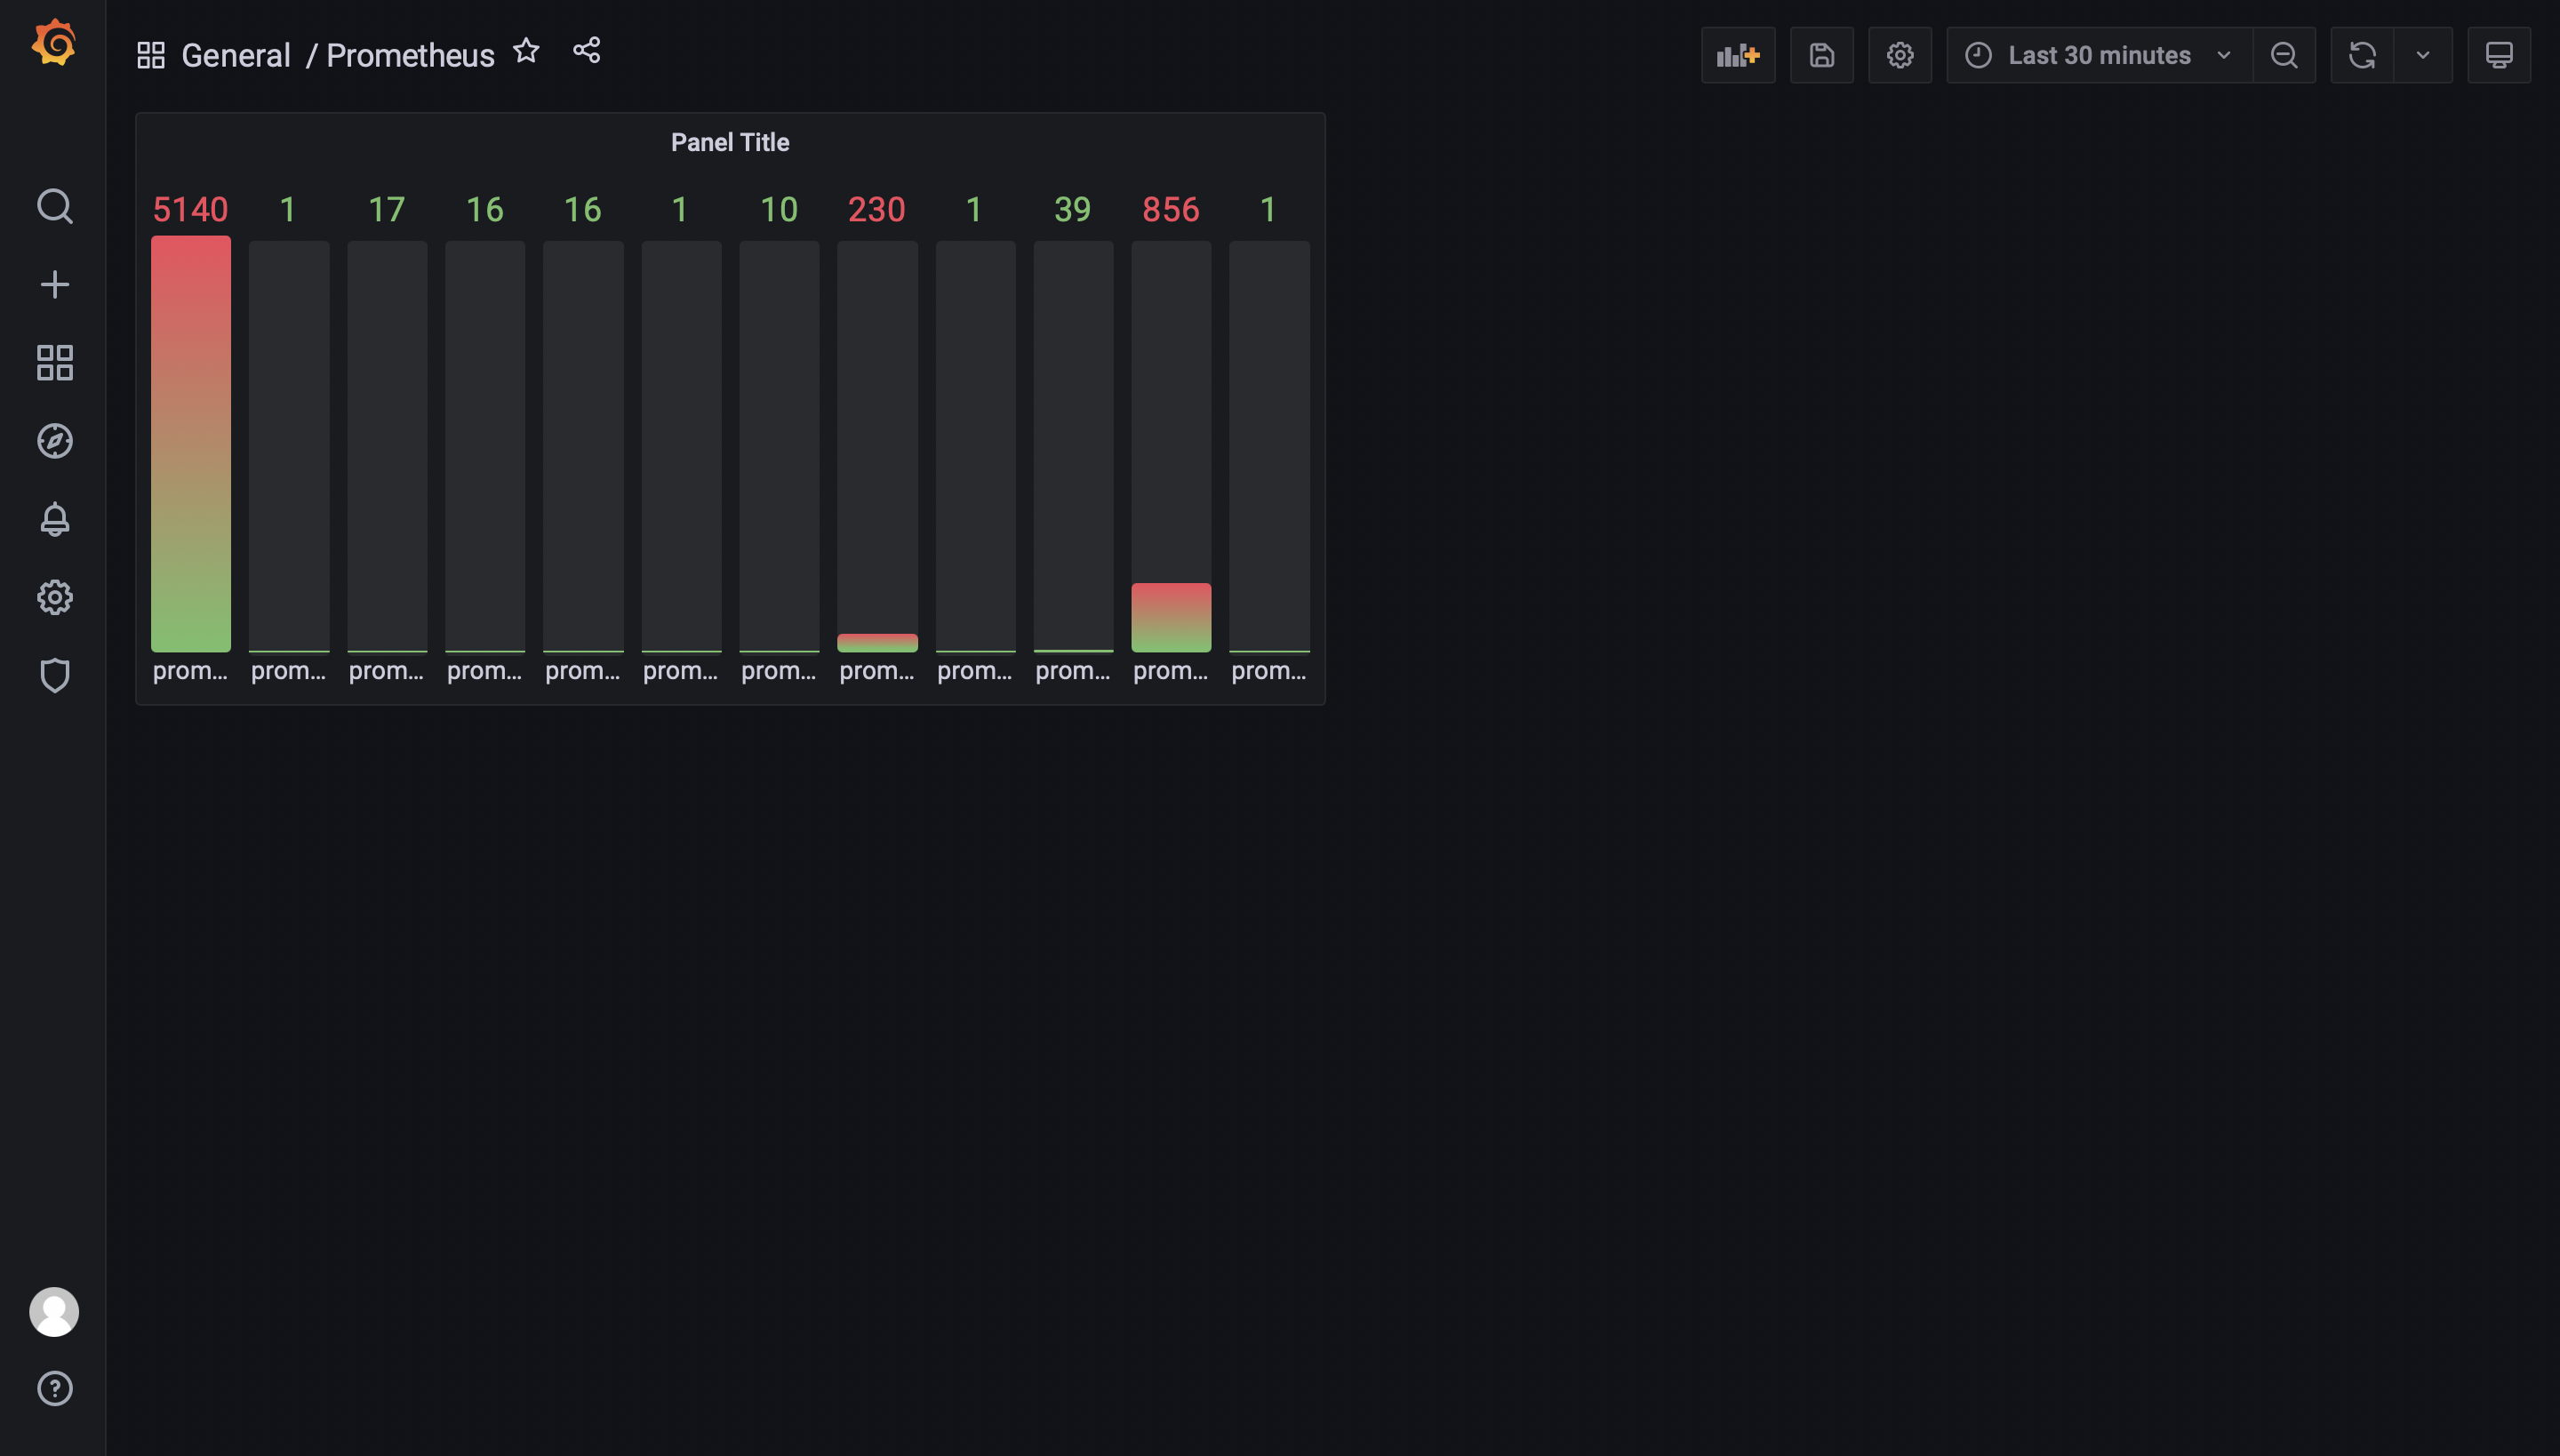 General / Prometheus
Last 30 minutes
Panel Title
5140 1 17 16 16 1 10 230 1 39 856 1
prom... prom... prom... prom... prom... prom... prom... prom... prom... prom... prom... prom...